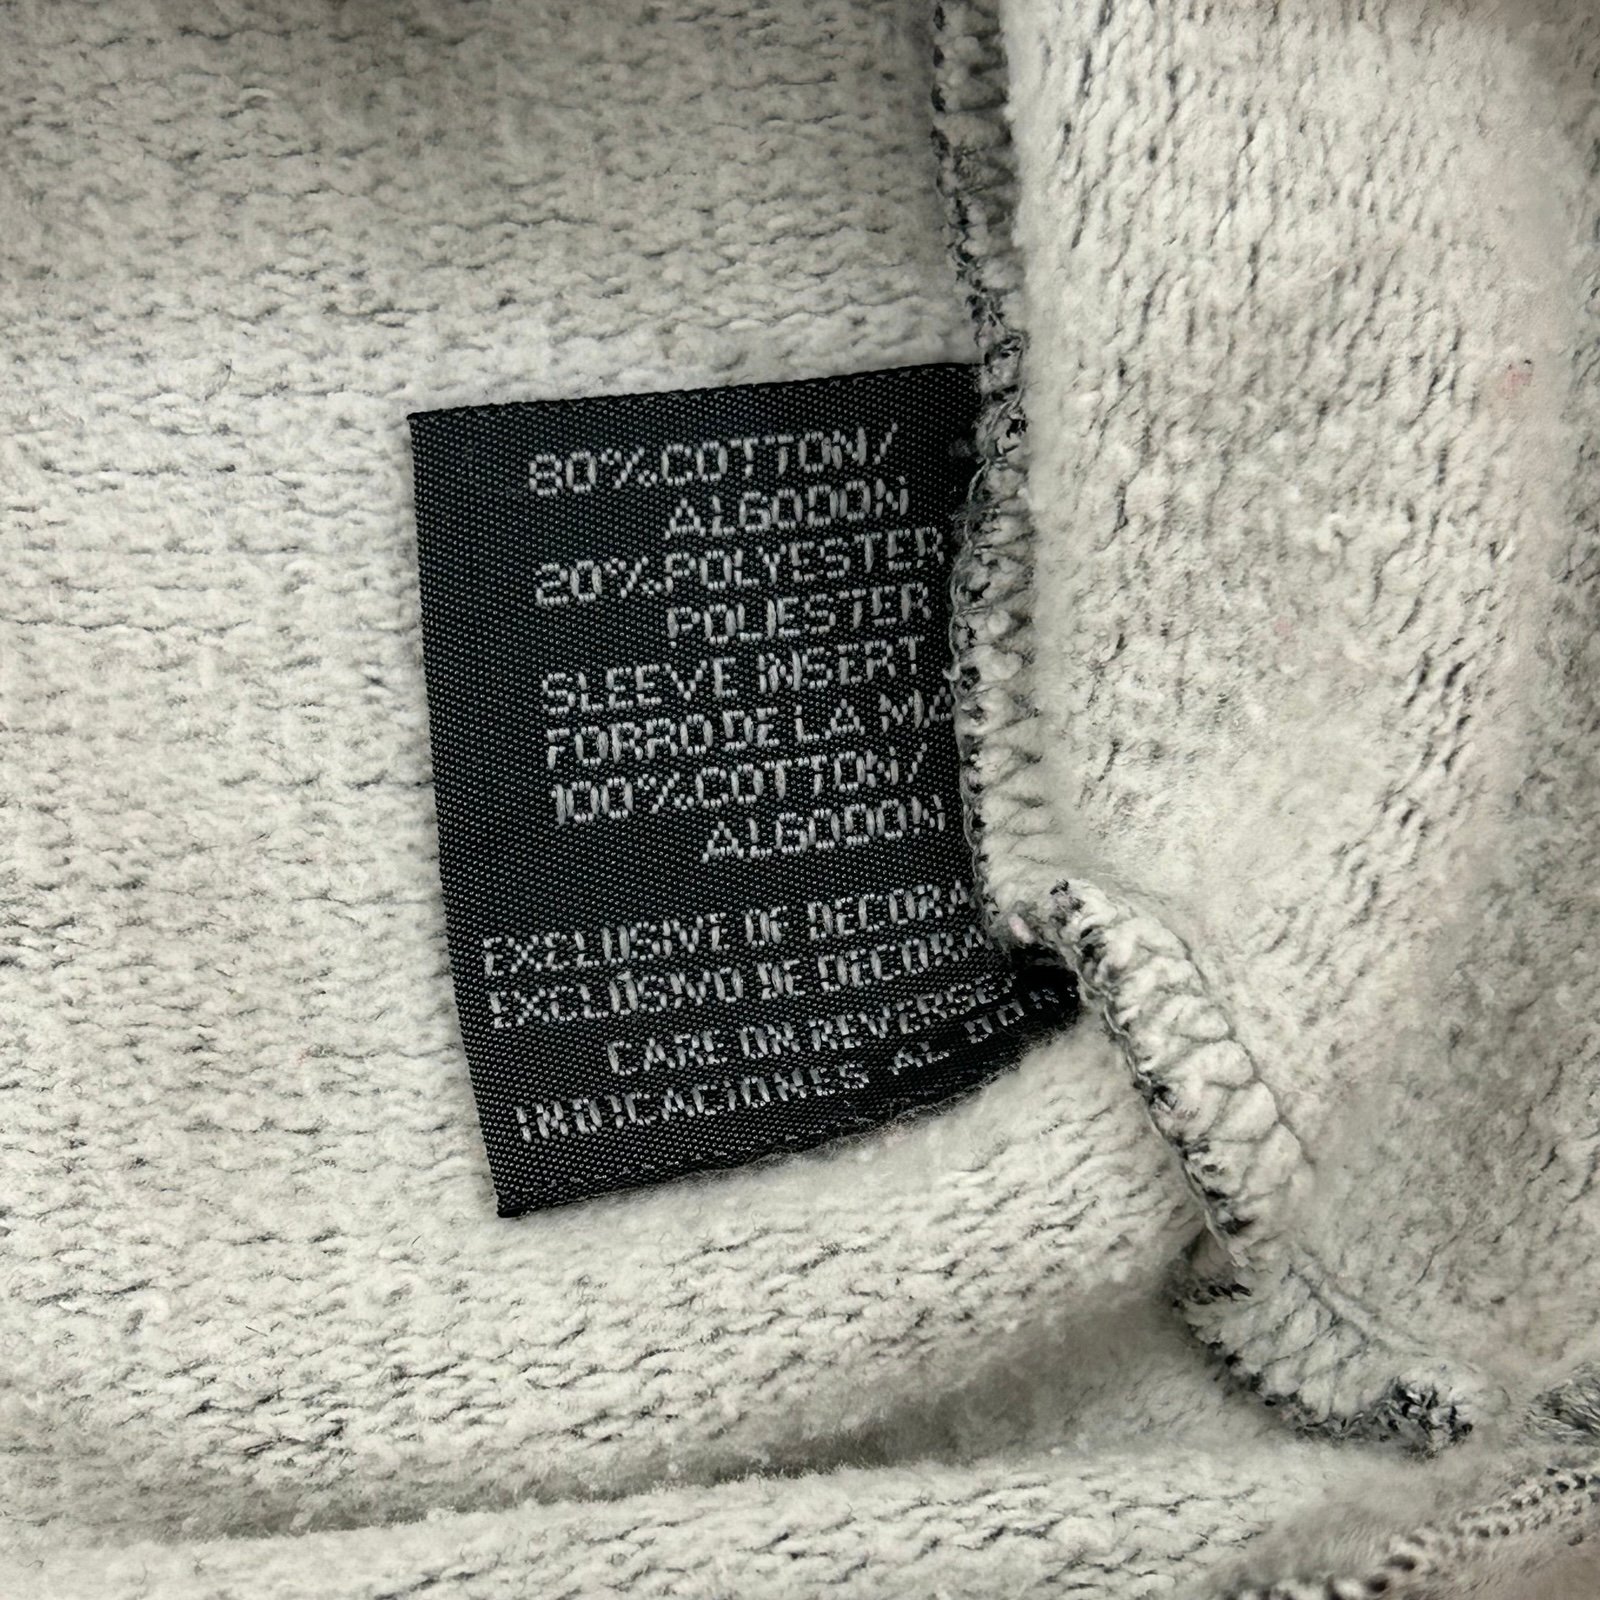 80%COTTON/
ALGODON
20%POLYESTER
POLIESTER
SLEEVE INSERT
FORRO DE LA MA
100%COTTON/
ALGODON
EXCLUSIVE OF DECORA
EXCLUSIVO DE DECORA
CARE ON REVERSE
INDICACIONES AL DOR